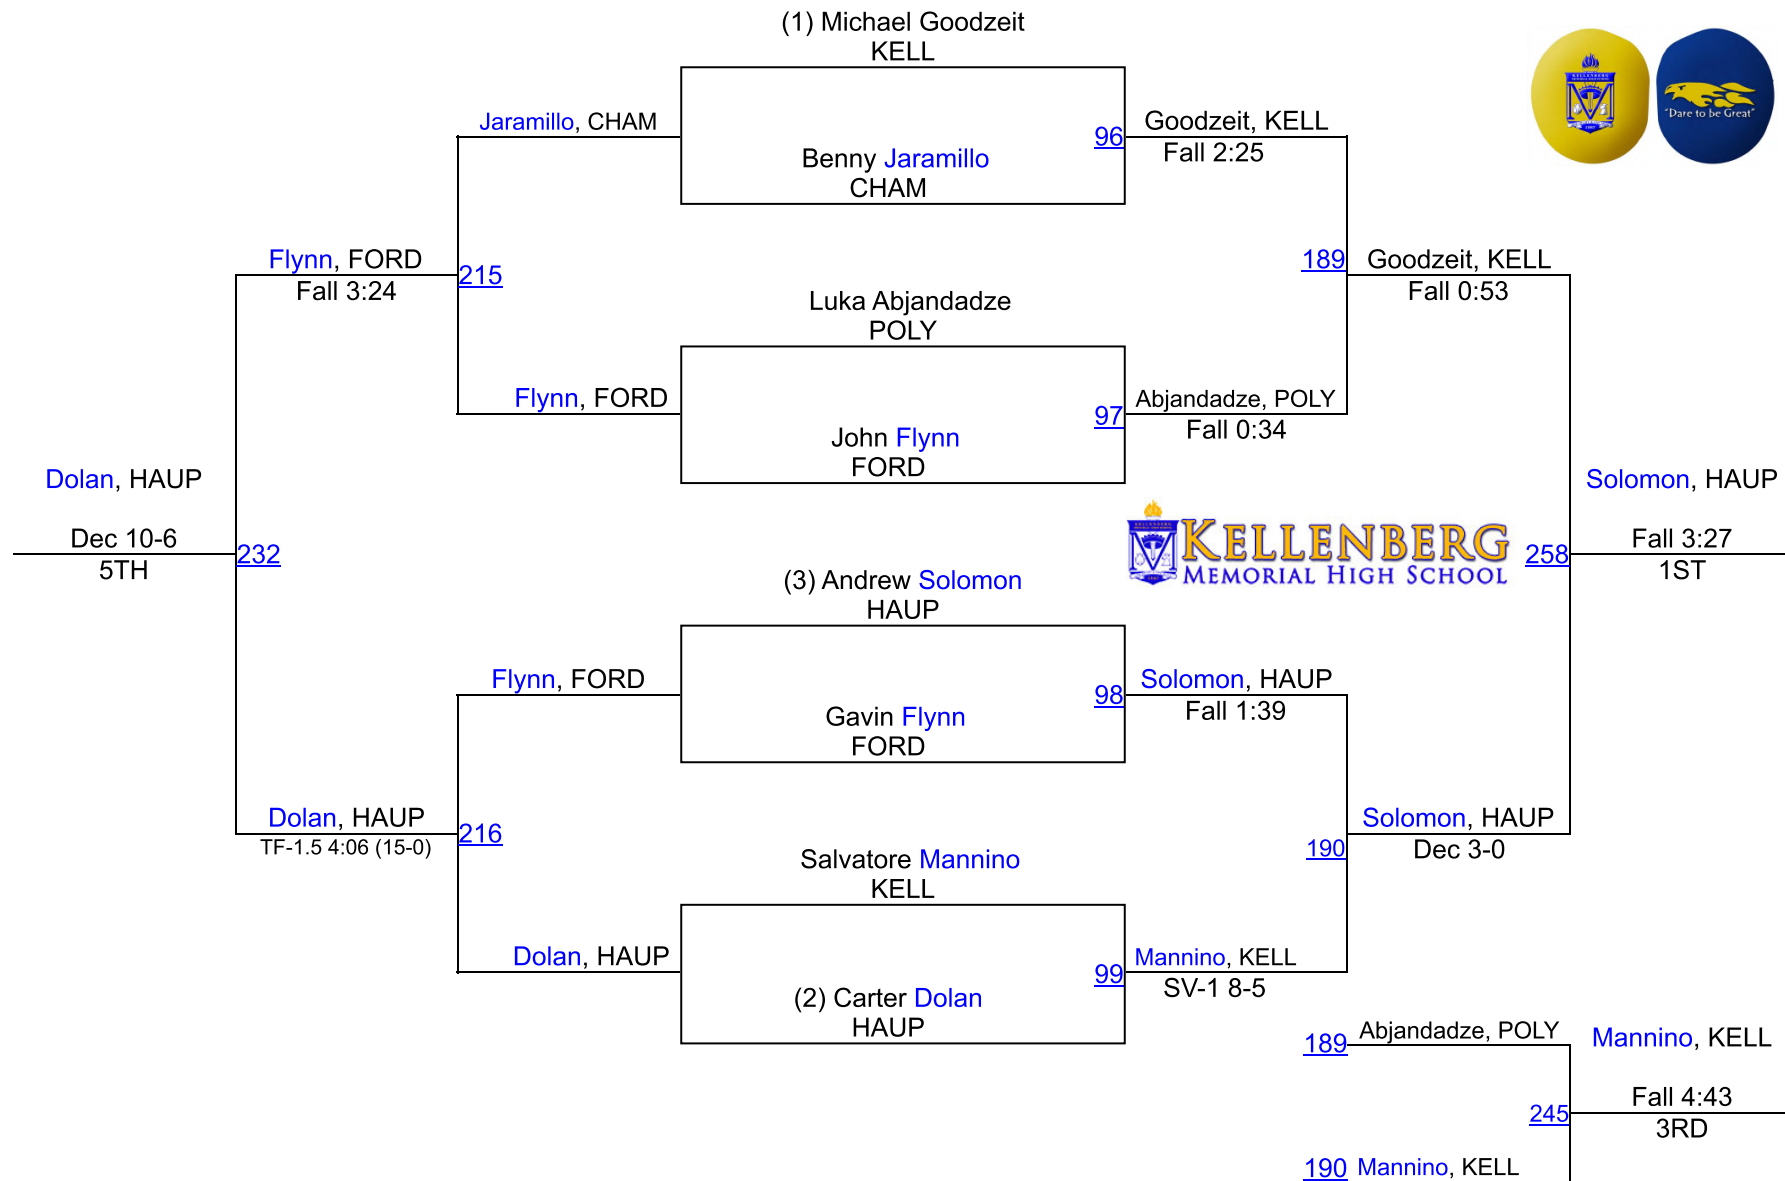 (1) Michael Goodzeit
KELL
Jaramillo, CHAM
96
Goodzeit, KELL
Fall 2:25
Benny Jaramillo
CHAM
KELLENBERG
"Dare to be Great"
Flynn, FORD
Fall 3:24
215
189
Goodzeit, KELL
Fall 0:53
Luka Abjandadze
POLY
Flynn, FORD
97
Abjandadze, POLY
Fall 0:34
John Flynn
FORD
Dolan, HAUP
Dec 10-6
5TH
232
KELLENBERG
MEMORIAL HIGH SCHOOL
258
Solomon, HAUP
Fall 3:27
1ST
(3) Andrew Solomon
HAUP
Flynn, FORD
98
Solomon, HAUP
Fall 1:39
Gavin Flynn
FORD
Dolan, HAUP
TF-1.5 4:06 (15-0)
216
190
Solomon, HAUP
Dec 3-0
Salvatore Mannino
KELL
Dolan, HAUP
99
Mannino, KELL
SV-1 8-5
(2) Carter Dolan
HAUP
189
Abjandadze, POLY
Mannino, KELL
245
Fall 4:43
3RD
190
Mannino, KELL